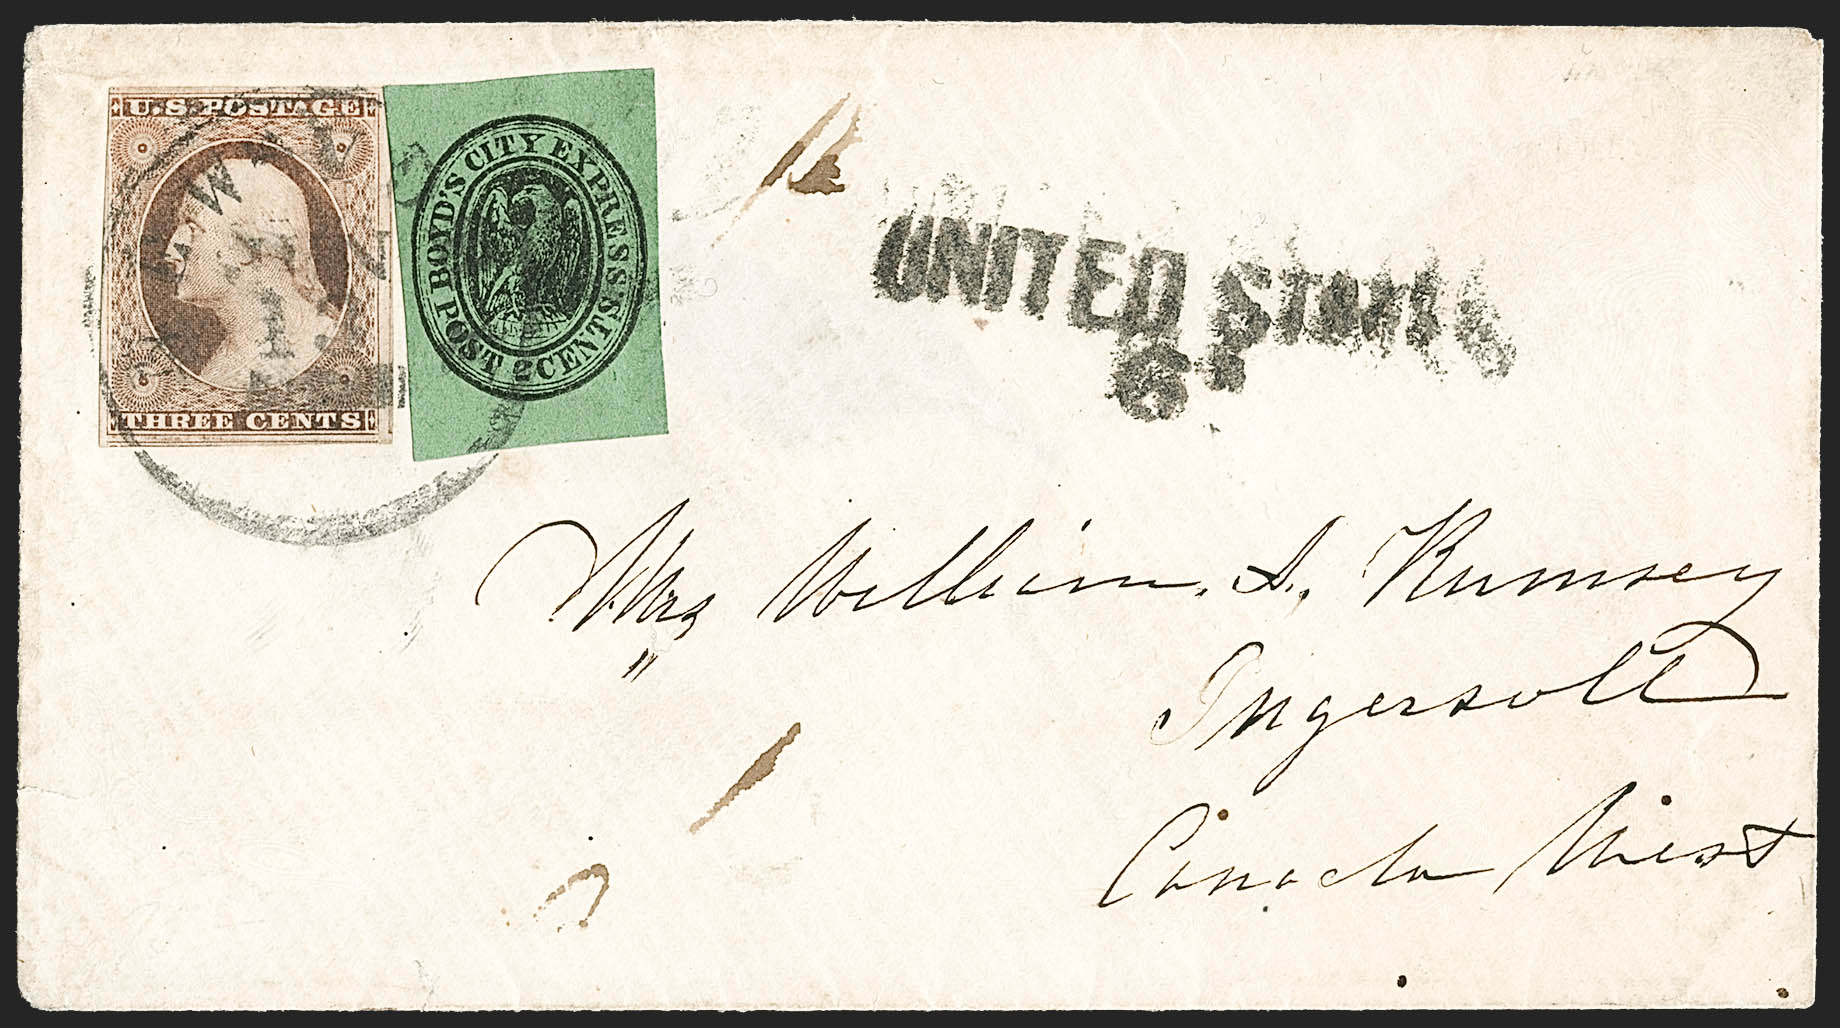 U.S. POSTAGE
THREE CENTS
BOYD'S CITY EXPRESS POST 2 CENTS
UNITED STATES
6
Mrs William. A. Rumsey
"
Ingersoll
Canada West